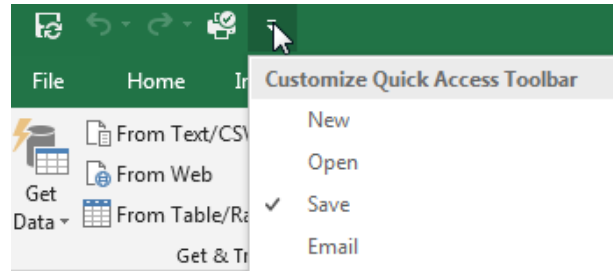 File Home
Customize Quick Access Toolbar
New
From Text/CSV
Open
From Web
Get
Data
Save
From Table/Ra
Email
Get & Tr